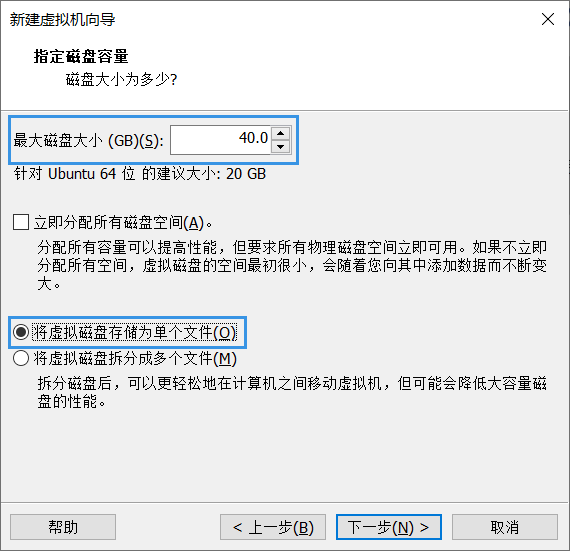 新建虚拟机向导
指定磁盘容量
磁盘大小为多少?
最大磁盘大小 (GB)(S): 40.0
针对 Ubuntu 64 位 的建议大小: 20 GB
立即分配所有磁盘空间(A)。
分配所有容量可以提高性能，但要求所有物理磁盘空间立即可用。如果不立即
分配所有空间，虚拟磁盘的空间最初很小，会随着您向其中添加数据而不断变
大。
将虚拟磁盘存储为单个文件(O)
将虚拟磁盘拆分成多个文件(M)
拆分磁盘后，可以更轻松地在计算机之间移动虚拟机，但可能会降低大容量磁
盘的性能。
帮助 < 上一步(B) 下一步(N) > 取消